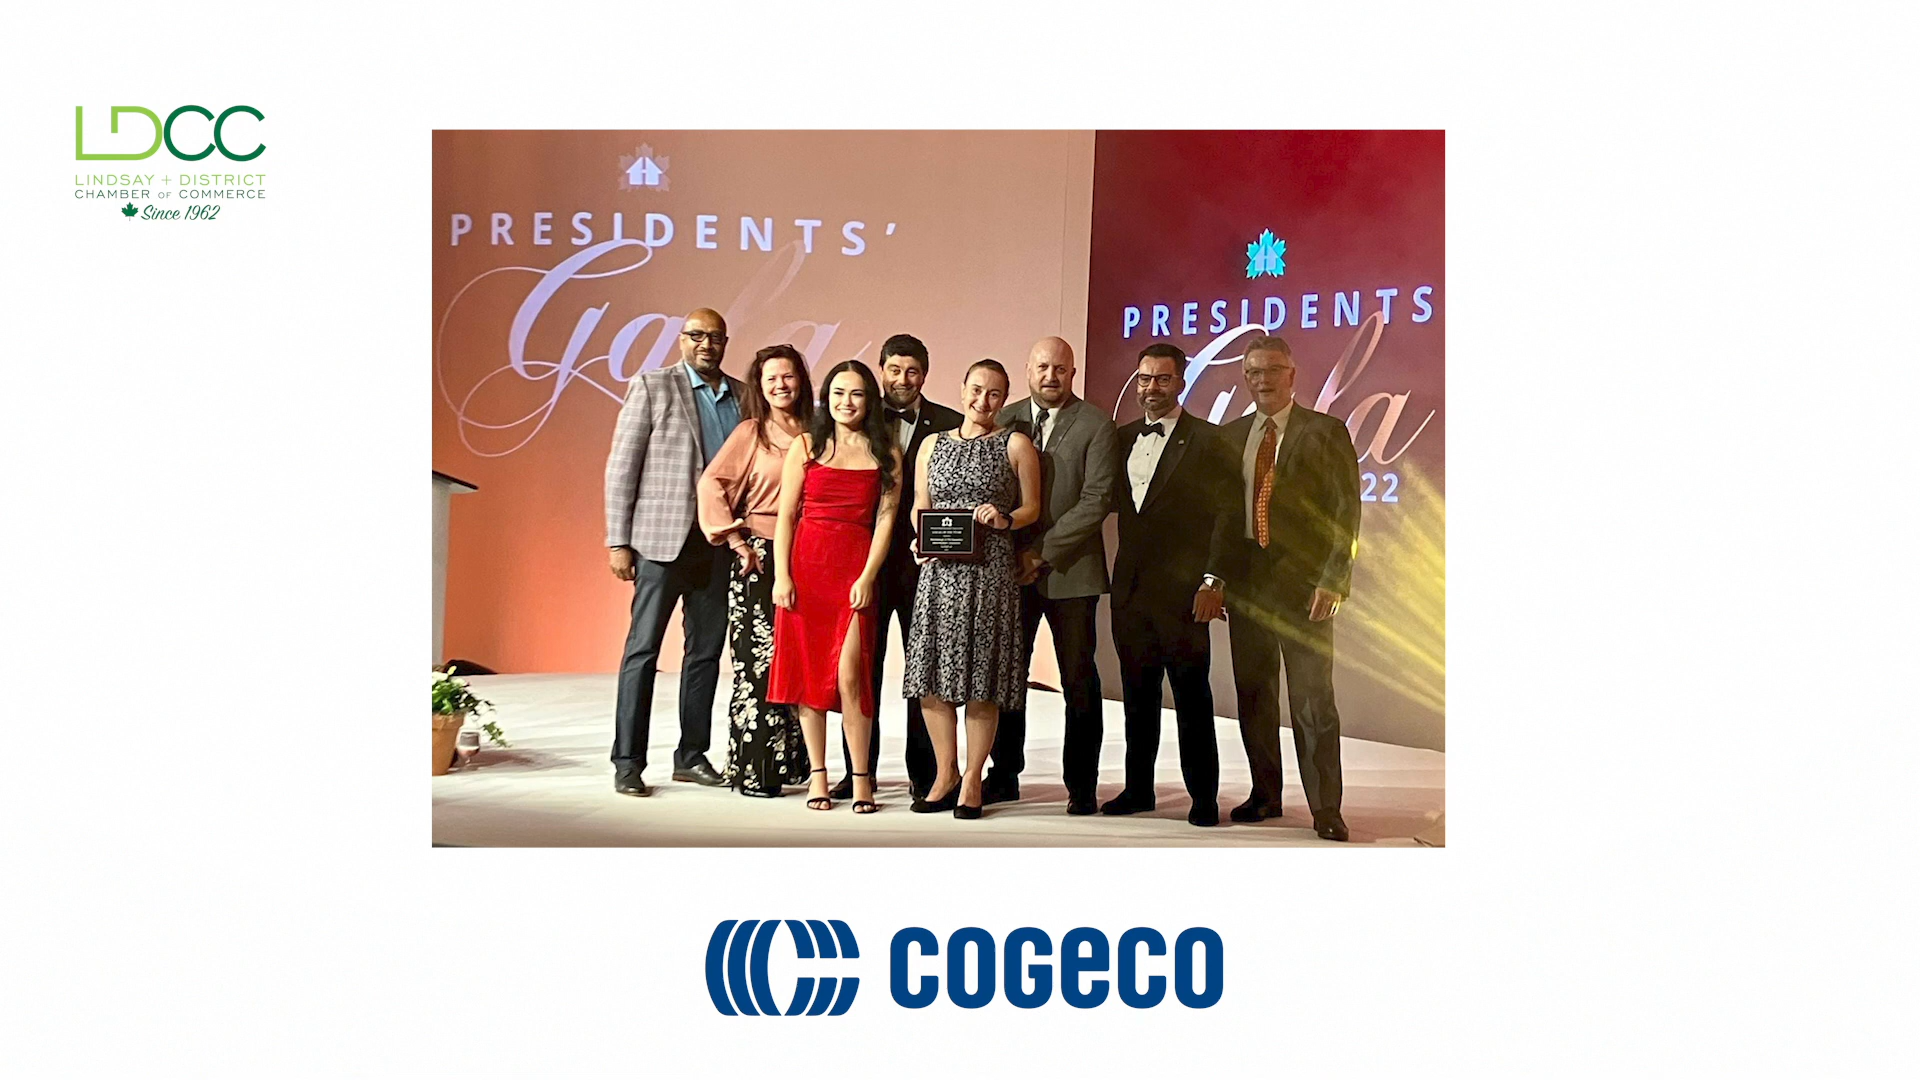 LDCC
LINDSAY + DISTRICT
CHAMBER OF COMMERCE
Since 1962
PRESIDENTS'
Gala
PRESIDENTS
Gala
22
COGECO